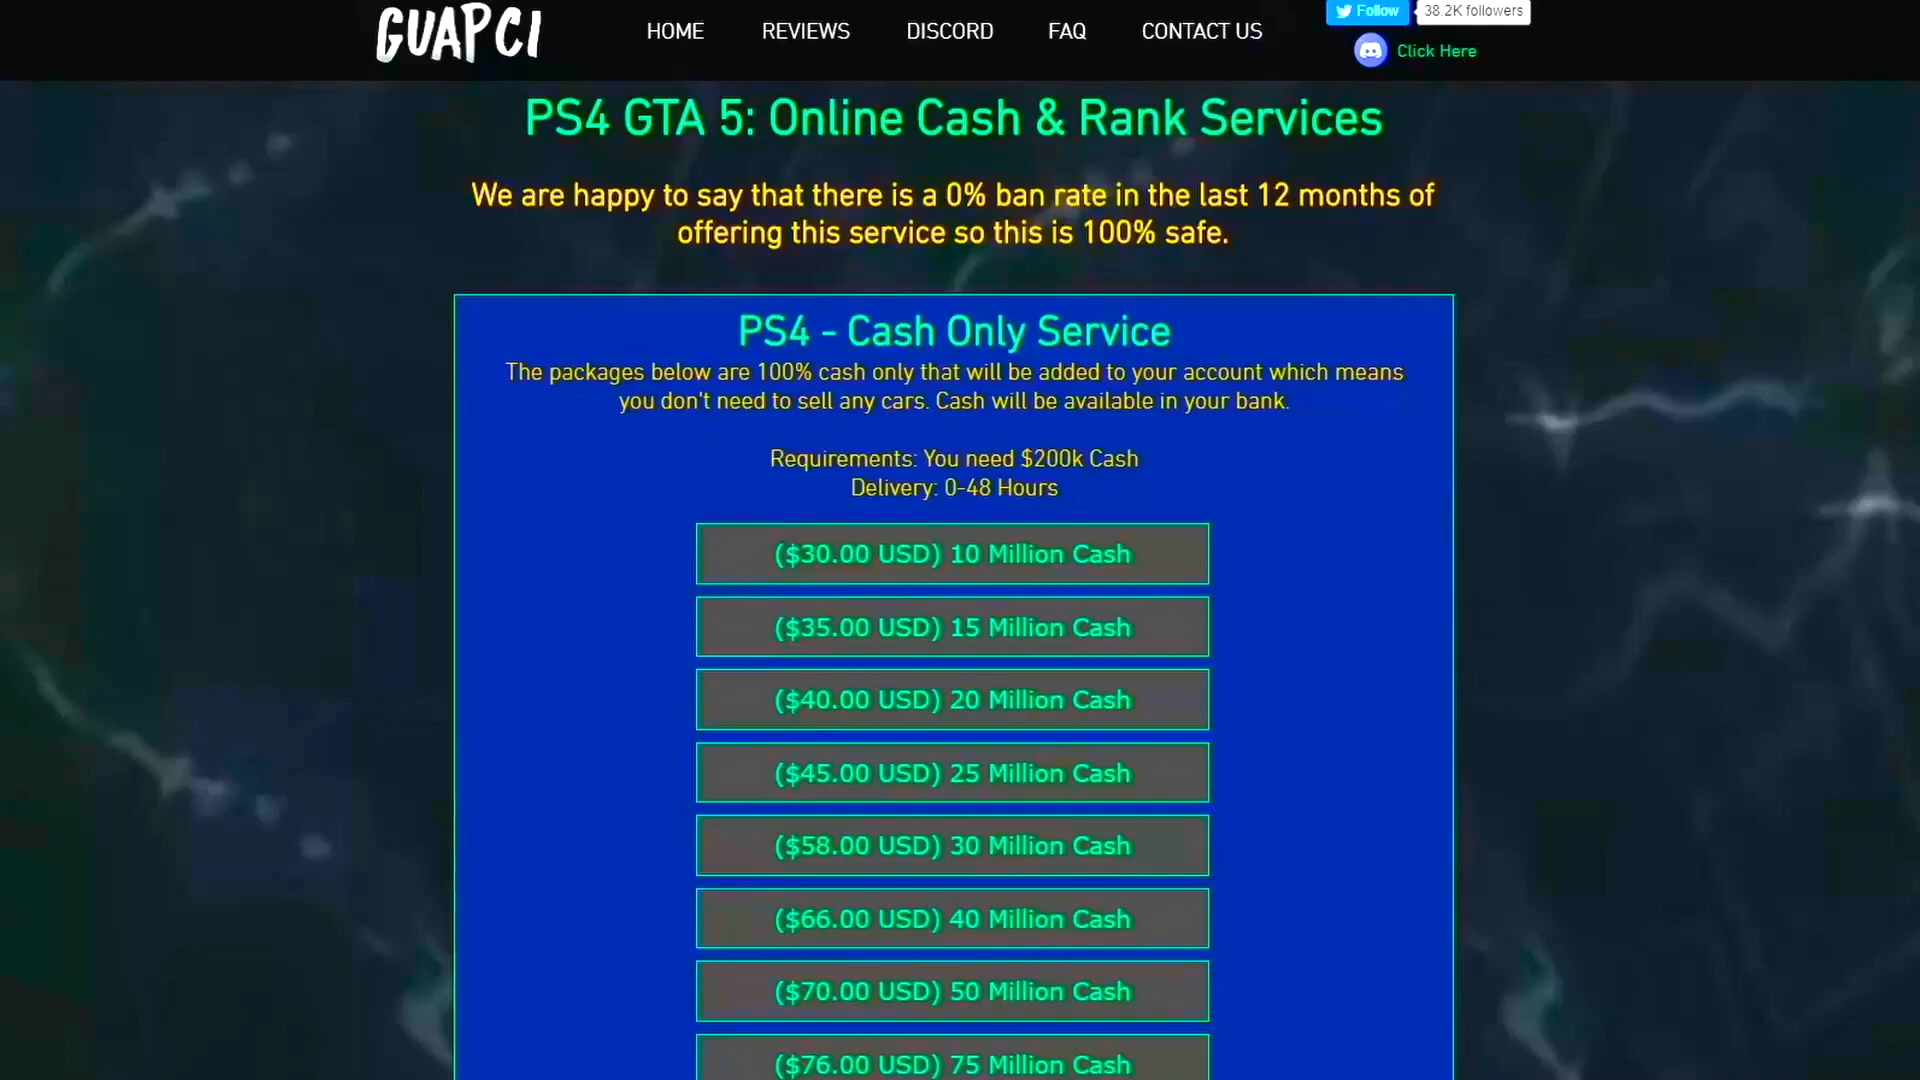 GUAPCI
HOME
REVIEWS
DISCORD
FAQ
CONTACT US
Follow
38.2K followers
Click Here
PS4 GTA 5: Online Cash & Rank Services
We are happy to say that there is a 0% ban rate in the last 12 months of
offering this service so this is 100% safe.
PS4 - Cash Only Service
The packages below are 100% cash only that will be added to your account which means
you don't need to sell any cars. Cash will be available in your bank.
Requirements: You need $200k Cash
Delivery: 0-48 Hours
($30.00 USD) 10 Million Cash
($35.00 USD) 15 Million Cash
($40.00 USD) 20 Million Cash
($45.00 USD) 25 Million Cash
($58.00 USD) 30 Million Cash
($66.00 USD) 40 Million Cash
($70.00 USD) 50 Million Cash
($76.00 USD) 75 Million Cash